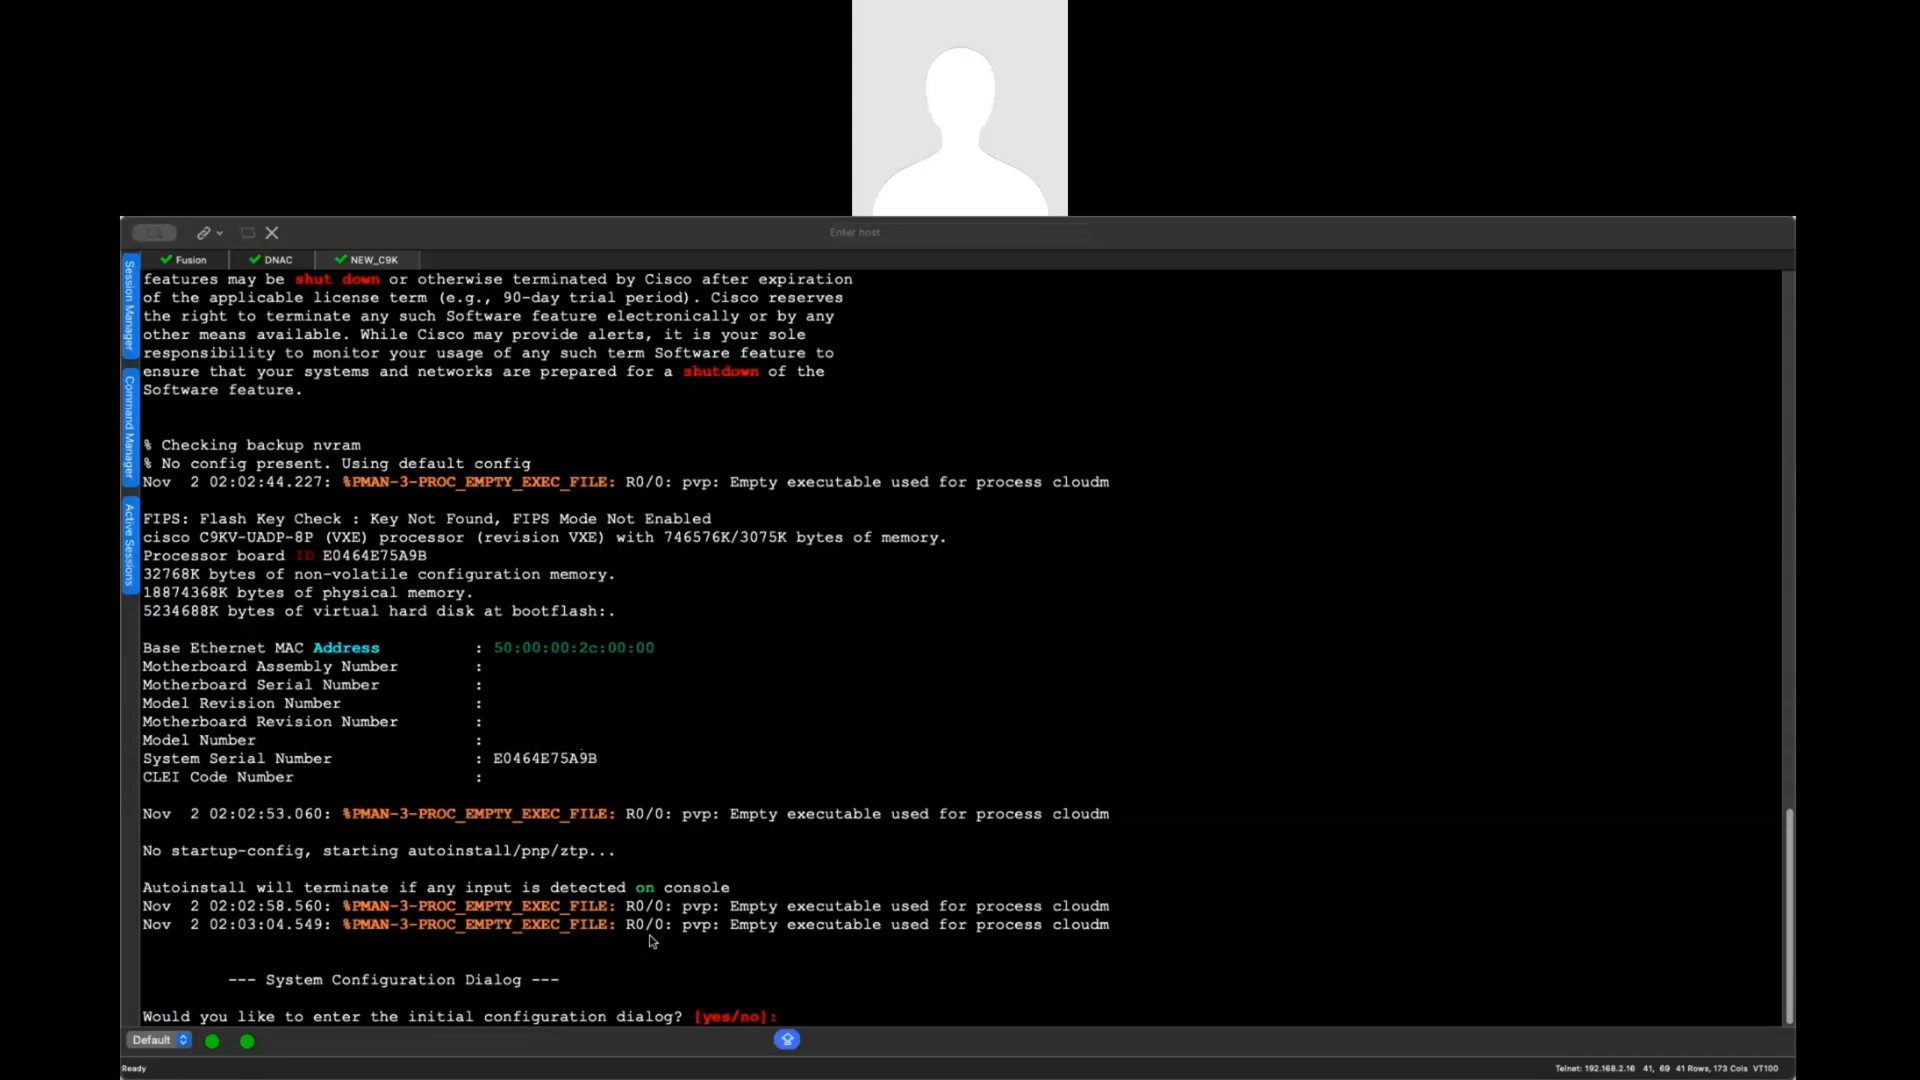 Enter host
Fusion DNAC NEW_C9K
Session Manager
Command Manager
Active Sessions
features may be shut down or otherwise terminated by Cisco after expiration
of the applicable license term (e.g., 90-day trial period). Cisco reserves
the right to terminate any such Software feature electronically or by any
other means available. While Cisco may provide alerts, it is your sole
responsibility to monitor your usage of any such term Software feature to
ensure that your systems and networks are prepared for a shutdown of the
Software feature.
% Checking backup nvram
% No config present. Using default config
Nov  2 02:02:44.227: %PMAN-3-PROC_EMPTY_EXEC_FILE: R0/0: pvp: Empty executable used for process cloudm
FIPS: Flash Key Check : Key Not Found, FIPS Mode Not Enabled
cisco C9KV-UADP-8P (VXE) processor (revision VXE) with 746576K/3075K bytes of memory.
Processor board ID E0464E75A9B
32768K bytes of non-volatile configuration memory.
18874368K bytes of physical memory.
5234688K bytes of virtual hard disk at bootflash:.
Base Ethernet MAC Address : 50:00:00:2c:00:00
Motherboard Assembly Number :
Motherboard Serial Number :
Model Revision Number :
Motherboard Revision Number :
Model Number :
System Serial Number : E0464E75A9B
CLEI Code Number :
Nov  2 02:02:53.060: %PMAN-3-PROC_EMPTY_EXEC_FILE: R0/0: pvp: Empty executable used for process cloudm
No startup-config, starting autoinstall/pnp/ztp...
Autoinstall will terminate if any input is detected on console
Nov  2 02:02:58.560: %PMAN-3-PROC_EMPTY_EXEC_FILE: R0/0: pvp: Empty executable used for process cloudm
Nov  2 02:03:04.549: %PMAN-3-PROC_EMPTY_EXEC_FILE: R0/0: pvp: Empty executable used for process cloudm
--- System Configuration Dialog ---
Would you like to enter the initial configuration dialog? [yes/no]:
Default
Ready
Telnet: 192.168.2.16 41, 69 41 Rows, 173 Cols VT100